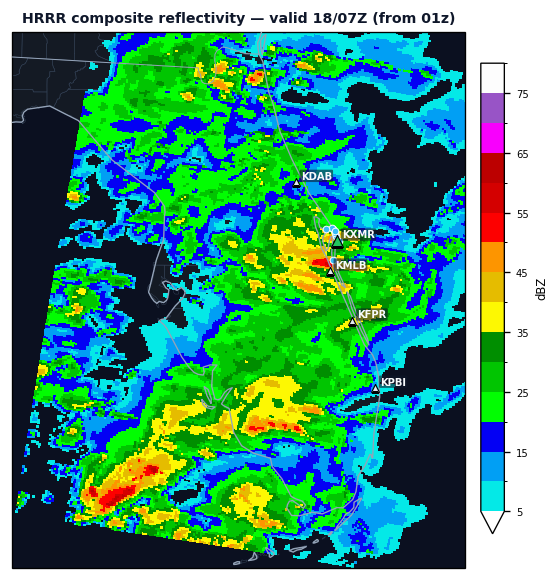 HRRR composite reflectivity — valid 18/07Z (from 01z)
KDAB
KXMR
KMLB
KFPR
KPBI
75
65
55
45
35
25
15
5
dBZ